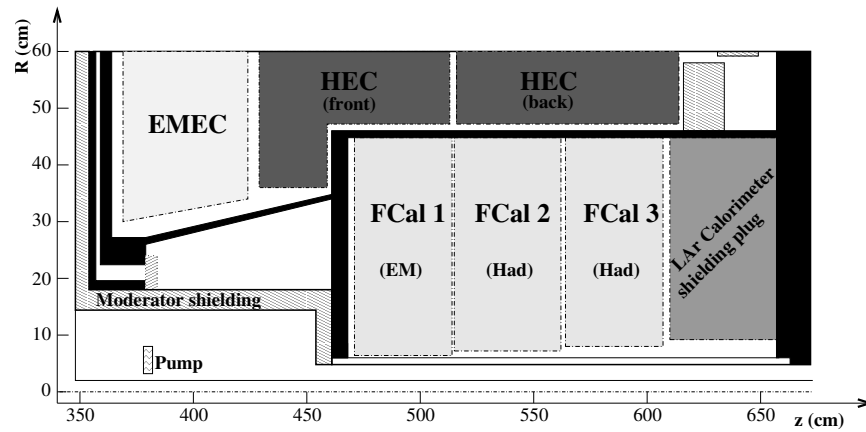 R (cm)
60
50
40
30
20
10
0
EMEC
HEC
(front)
HEC
(back)
FCal 1
(EM)
FCal 2
(Had)
FCal 3
(Had)
LAr Calorimeter
shielding plug
Moderator shielding
Pump
350
400
450
500
550
600
650
z (cm)